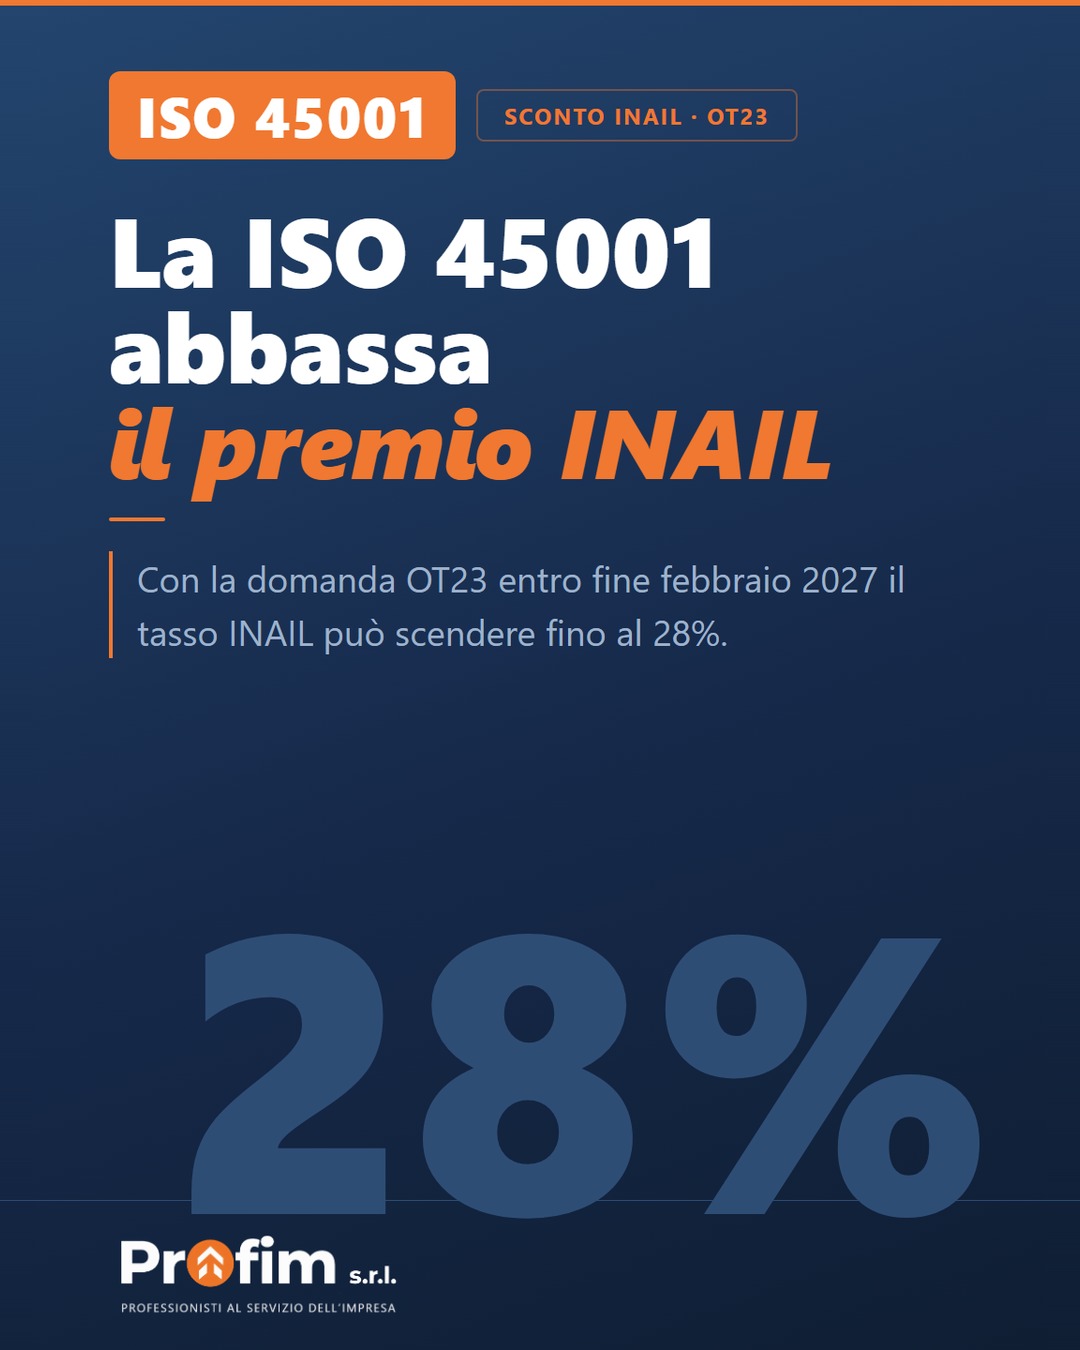 ISO 45001
SCONTO INAIL · OT23
La ISO 45001
abbassa
il premio INAIL
Con la domanda OT23 entro fine febbraio 2027 il
tasso INAIL può scendere fino al 28%.
28%
Profim s.r.l.
PROFESSIONISTI AL SERVIZIO DELL'IMPRESA